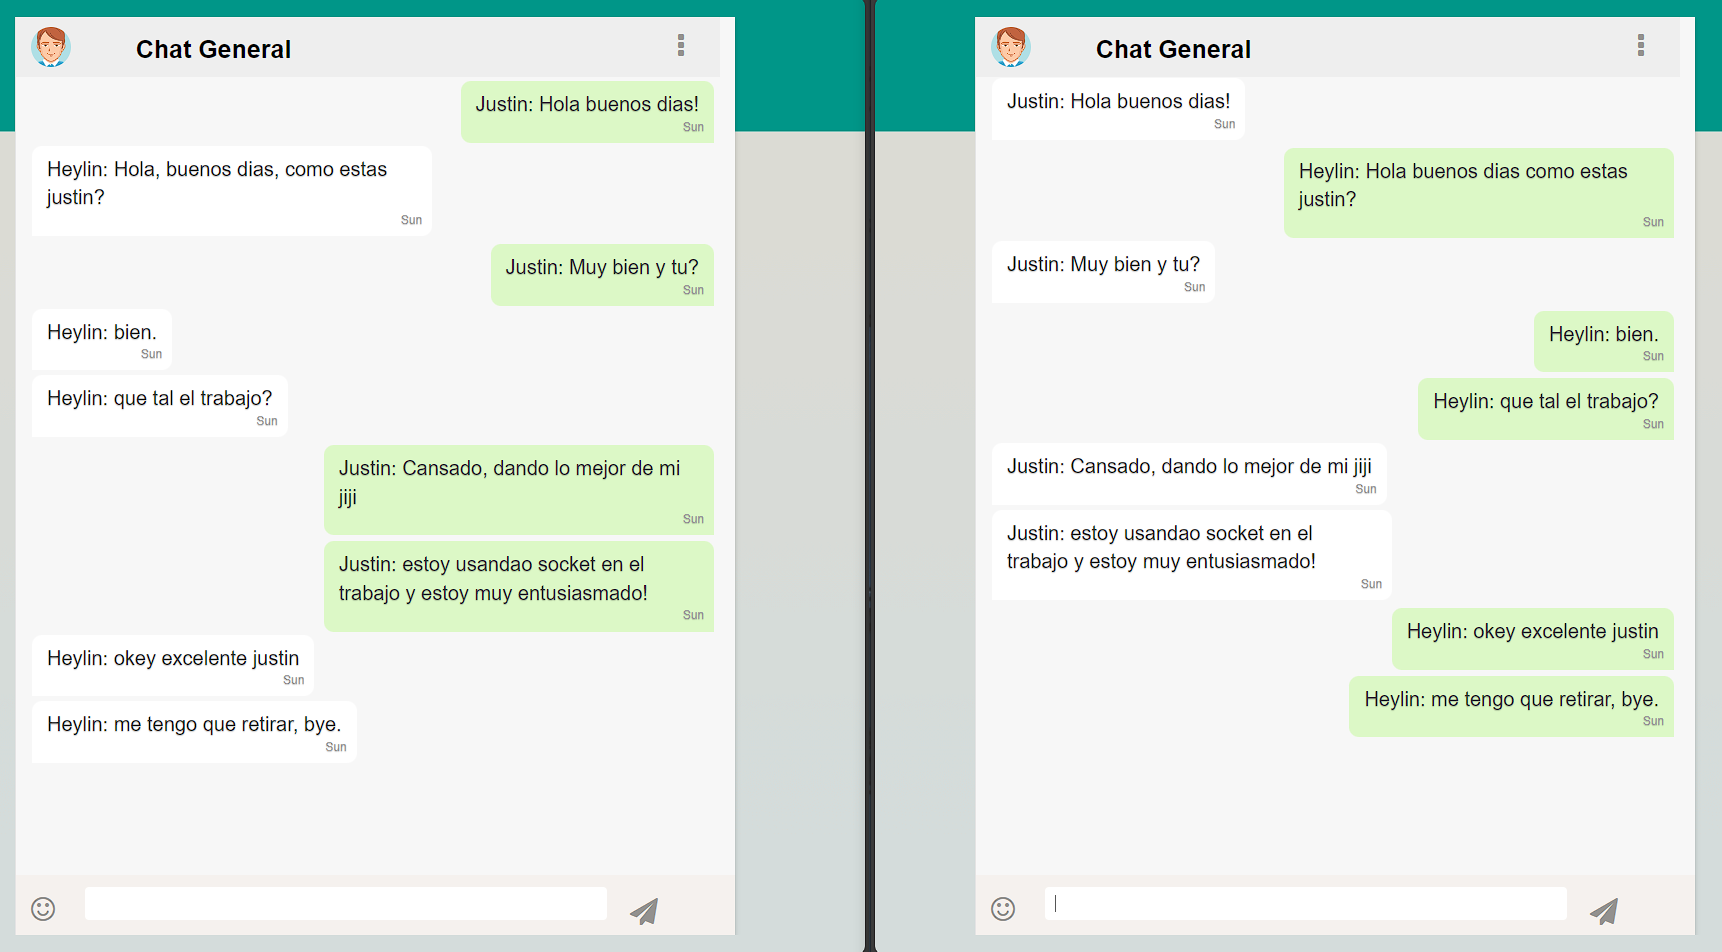 Chat General
Justin: Hola buenos dias!
Sun
Heylin: Hola, buenos dias, como estas
justin?
Sun
Justin: Muy bien y tu?
Sun
Heylin: bien.
Sun
Heylin: que tal el trabajo?
Sun
Justin: Cansado, dando lo mejor de mi
jiji
Sun
Justin: estoy usandao socket en el
trabajo y estoy muy entusiasmado!
Sun
Heylin: okey excelente justin
Sun
Heylin: me tengo que retirar, bye.
Sun
Chat General
Justin: Hola buenos dias!
Sun
Heylin: Hola buenos dias como estas
justin?
Sun
Justin: Muy bien y tu?
Sun
Heylin: bien.
Sun
Heylin: que tal el trabajo?
Sun
Justin: Cansado, dando lo mejor de mi jiji
Sun
Justin: estoy usandao socket en el
trabajo y estoy muy entusiasmado!
Sun
Heylin: okey excelente justin
Sun
Heylin: me tengo que retirar, bye.
Sun